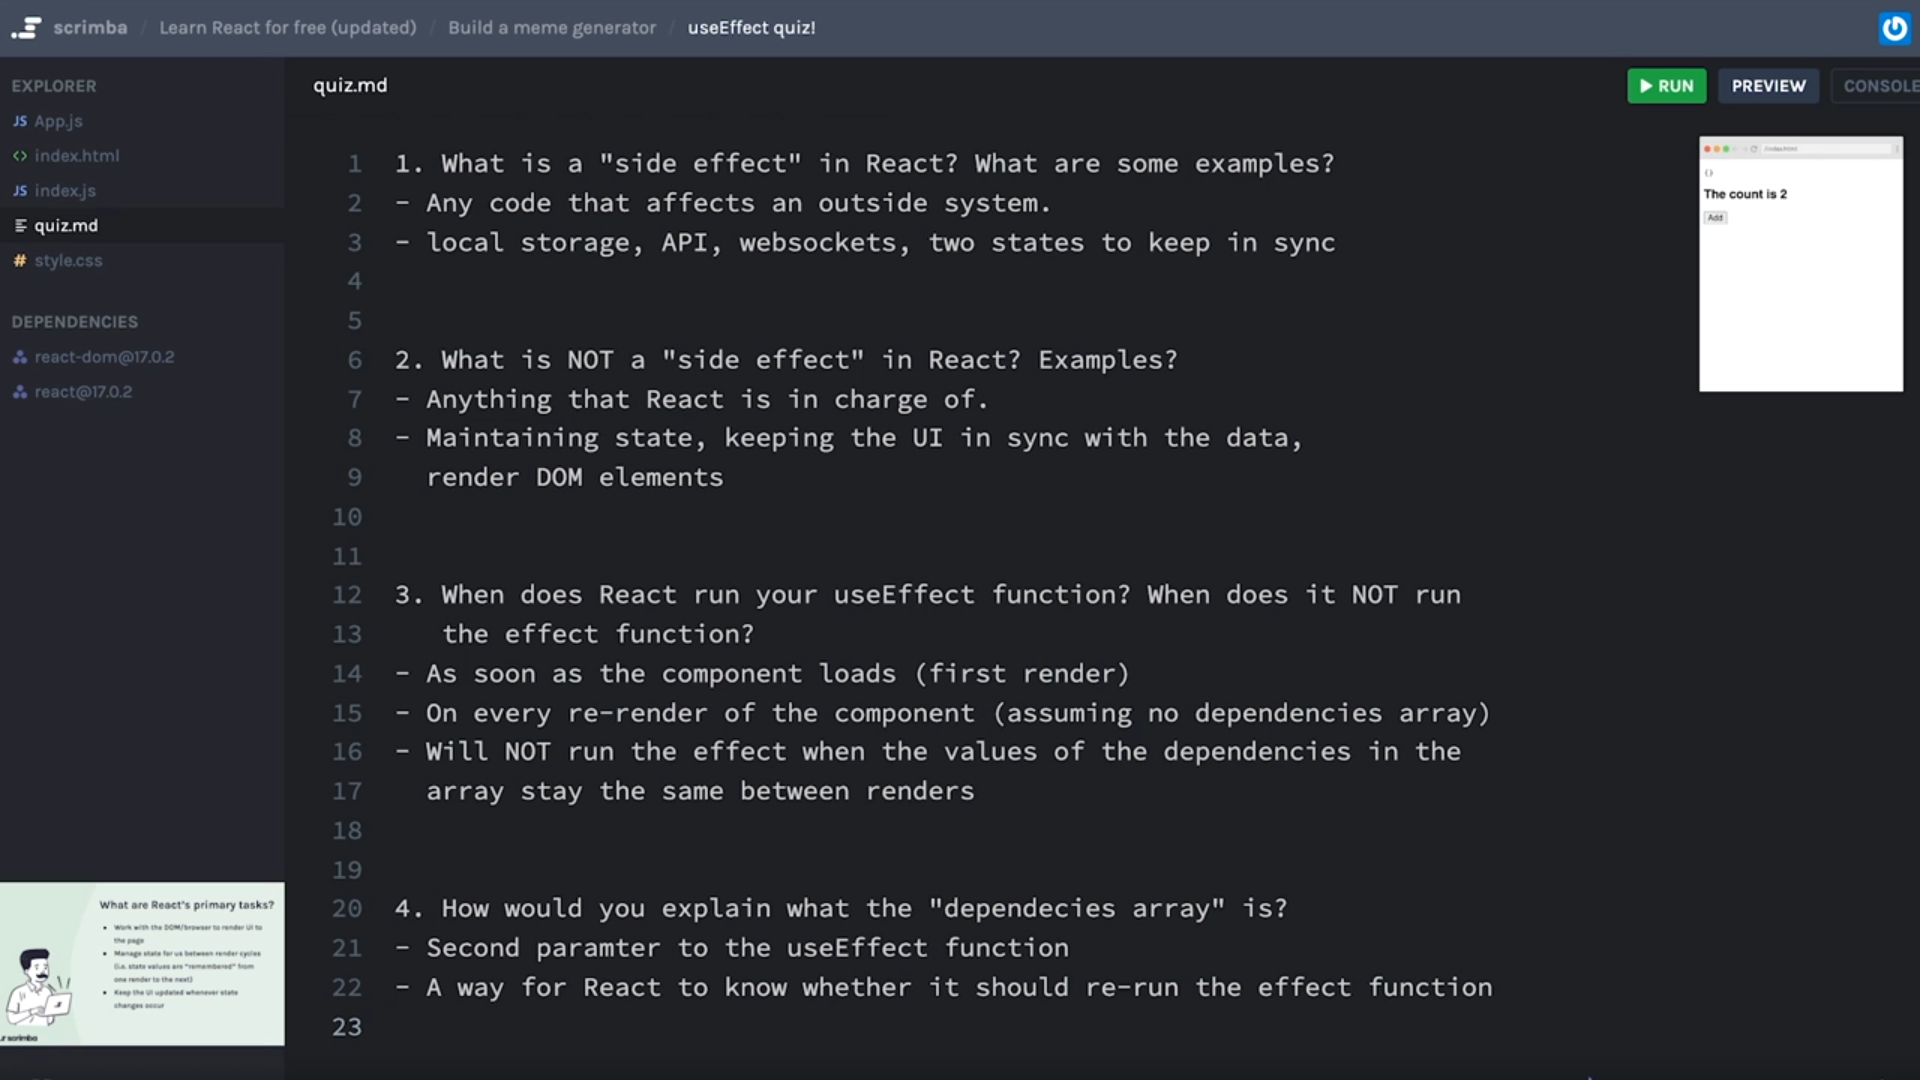 scrimba / Learn React for free (updated) / Build a meme generator / useEffect quiz!
EXPLORER
JS App.js
<> index.html
JS index.js
quiz.md
# style.css
DEPENDENCIES
react-dom@17.0.2
react@17.0.2
quiz.md
RUN
PREVIEW
CONSOLE
1 1. What is a "side effect" in React? What are some examples?
2 - Any code that affects an outside system.
3 - local storage, API, websockets, two states to keep in sync
4
5
6 2. What is NOT a "side effect" in React? Examples?
7 - Anything that React is in charge of.
8 - Maintaining state, keeping the UI in sync with the data,
9 render DOM elements
10
11
12 3. When does React run your useEffect function? When does it NOT run
13 the effect function?
14 - As soon as the component loads (first render)
15 - On every re-render of the component (assuming no dependencies array)
16 - Will NOT run the effect when the values of the dependencies in the
17 array stay the same between renders
18
19
20 4. How would you explain what the "dependecies array" is?
21 - Second paramter to the useEffect function
22 - A way for React to know whether it should re-run the effect function
23
/index.html
The count is 2
Add
What are React's primary tasks?
• Work with the DOM/browser to render UI to
the page
• Manage state for us between render cycles
(i.e. state values are "remembered" from
one render to the next)
• Keep the UI updated whenever state
changes occur
scrimba